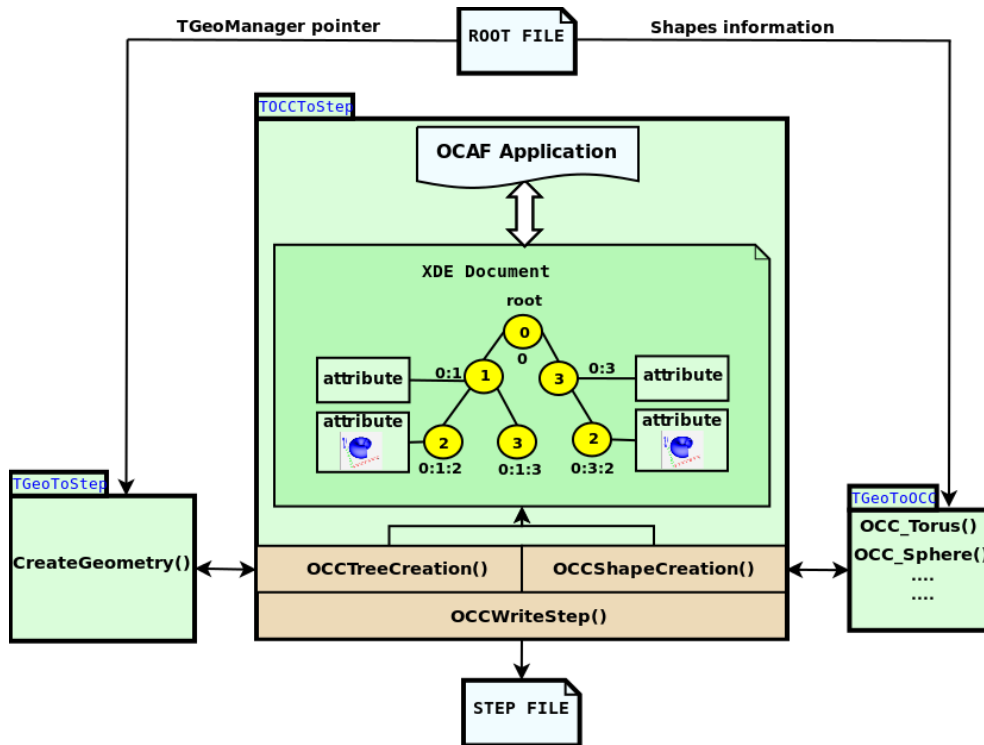 TGeoManager pointer
ROOT FILE
Shapes information
TOCCToStep
OCAF Application
XDE Document
root
0
0
attribute
0:1
1
3
0:3
attribute
attribute
2
3
2
attribute
0:1:2
0:1:3
0:3:2
TGeoToStep
CreateGeometry()
TGeoToOCC
OCC_Torus()
OCC_Sphere()
....
....
OCCTreeCreation()
OCCShapeCreation()
OCCWriteStep()
STEP FILE